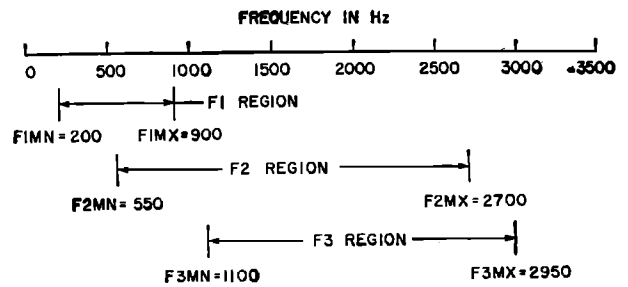 FREQUENCY IN Hz
0 500 1000 1500 2000 2500 3000 3500
F1 REGION
F1MN=200 F1MX=900
F2 REGION
F2MN=550 F2MX=2700
F3 REGION
F3MN=1100 F3MX=2950